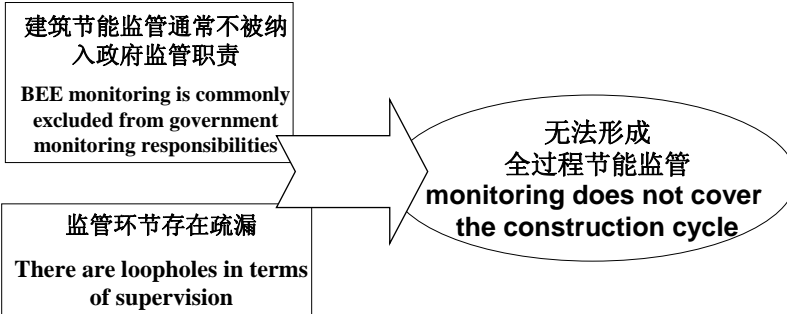 建筑节能监管通常不被纳
入政府监管职责
BEE monitoring is commonly
excluded from government
monitoring responsibilities
监管环节存在疏漏
There are loopholes in terms
of supervision
无法形成
全过程节能监管
monitoring does not cover
the construction cycle